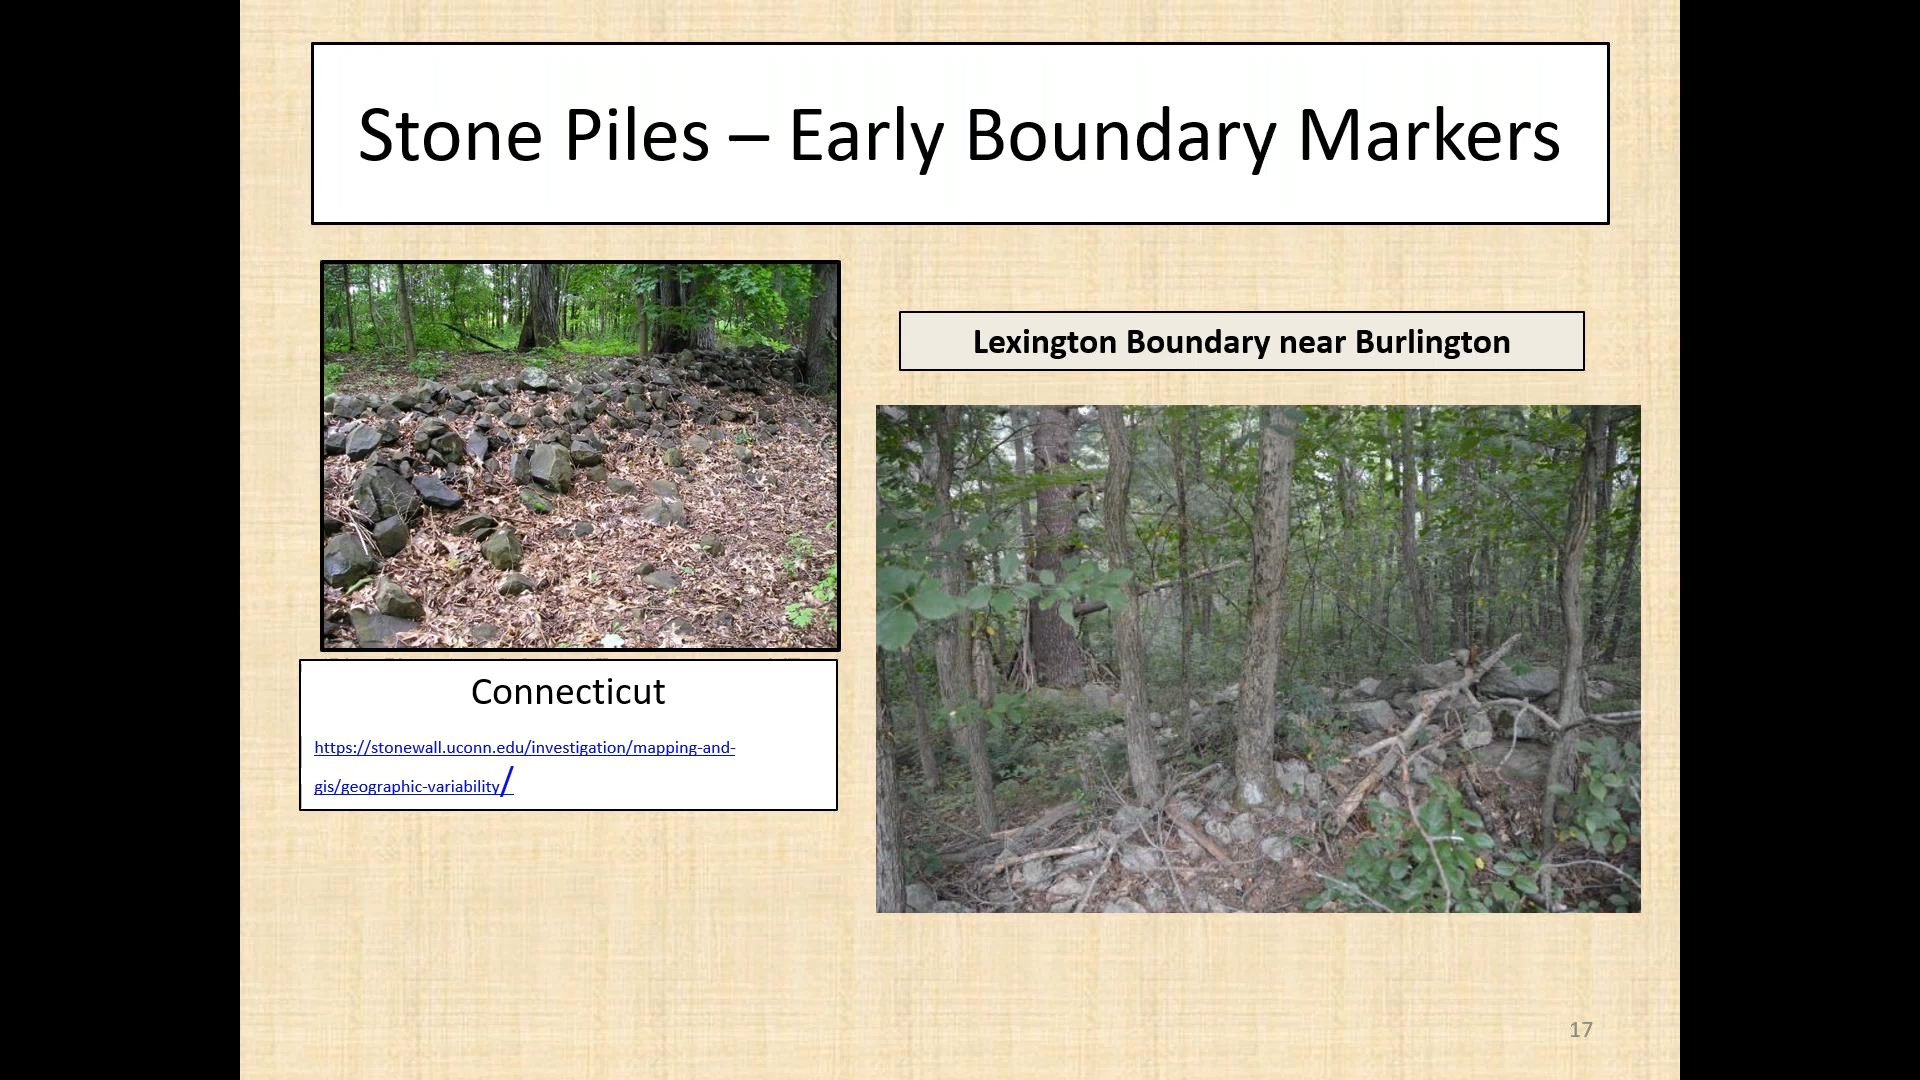 Stone Piles – Early Boundary Markers
Lexington Boundary near Burlington
Connecticut
https://stonewall.uconn.edu/investigation/mapping-and-
gis/geographic-variability/
17